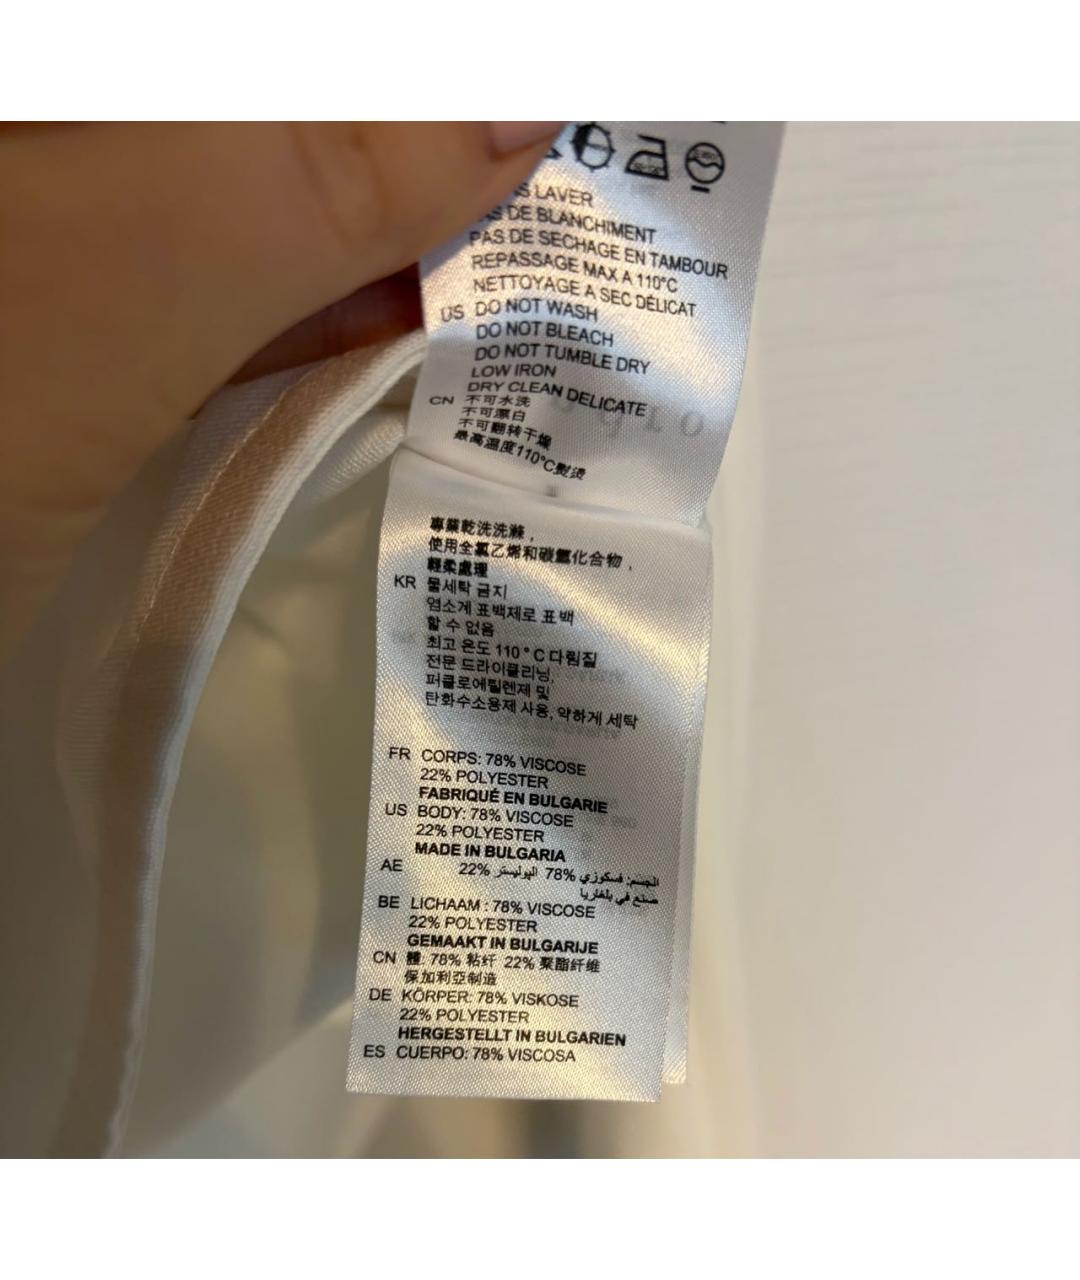 LAVER
DE BLANCHIMENT
PAS DE SECHAGE EN TAMBOUR
REPASSAGE MAX A 110°C
NETTOYAGE A SEC DÉLICAT
US DO NOT WASH
DO NOT BLEACH
DO NOT TUMBLE DRY
LOW IRON
DRY CLEAN DELICATE
CN 不可水洗
不可漂白
不可翻转干燥
最高温度110°C熨烫
專業乾洗洗滌，
使用全氯乙烯和碳氫化合物，
輕柔處理
KR 물세탁 금지
염소계 표백제로 표백
할 수 없음
최고 온도 110 ° C 다림질
전문 드라이클리닝,
퍼클로에틸렌제 및
탄화수소용제 사용, 약하게 세탁
FR CORPS: 78% VISCOSE
22% POLYESTER
FABRIQUÉ EN BULGARIE
US BODY: 78% VISCOSE
22% POLYESTER
MADE IN BULGARIA
AE الجسم: فسكوزي 78% البوليستر 22%
صنع في بلغاريا
BE LICHAAM : 78% VISCOSE
22% POLYESTER
GEMAAKT IN BULGARIJE
CN 體: 78% 粘纤 22% 聚酯纤维
保加利亞制造
DE KÖRPER: 78% VISKOSE
22% POLYESTER
HERGESTELLT IN BULGARIEN
ES CUERPO: 78% VISCOSA